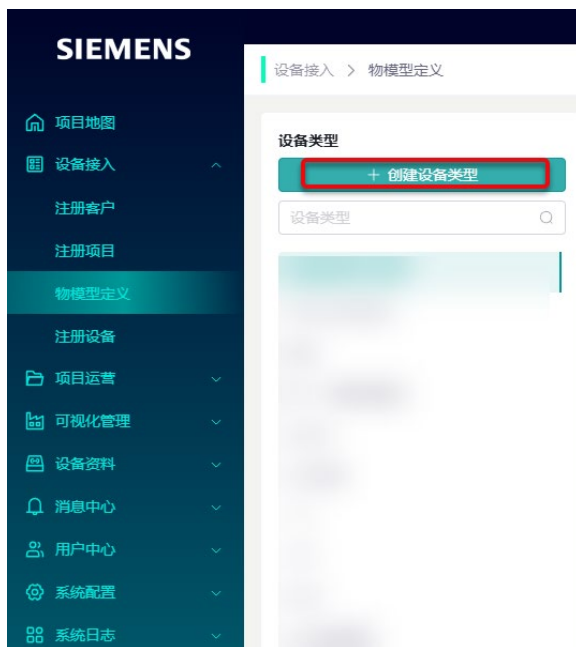 SIEMENS
项目地图
设备接入
注册客户
注册项目
物模型定义
注册设备
项目运营
可视化管理
设备资料
消息中心
用户中心
系统配置
系统日志
设备接入 > 物模型定义
设备类型
+ 创建设备类型
设备类型